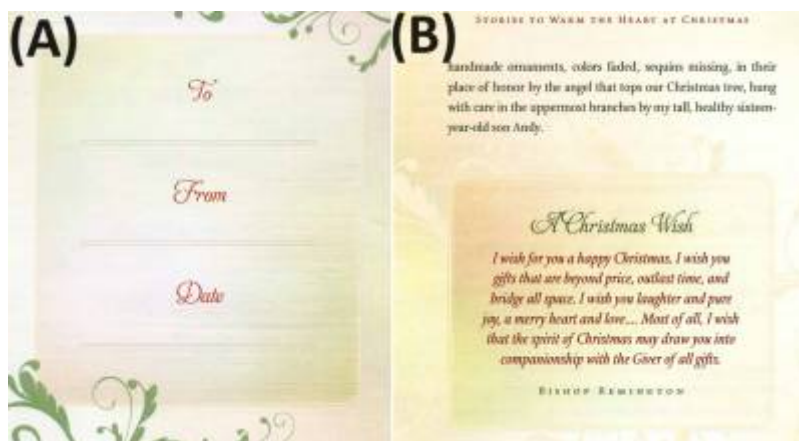 (A)
To
From
Date
(B)
STORIES TO WARM THE HEART AT CHRISTMAS
handmade ornaments, colors faded, sequins missing, in their
place of honor by the angel that tops our Christmas tree, hung
with care in the uppermost branches by my tall, healthy sixteen-
year-old son Andy.
A Christmas Wish
I wish for you a happy Christmas. I wish you
gifts that are beyond price, outlast time, and
bridge all space. I wish you laughter and pure
joy, a merry heart and love... Most of all, I wish
that the spirit of Christmas may draw you into
companionship with the Giver of all gifts.
BISHOP REMINGTON